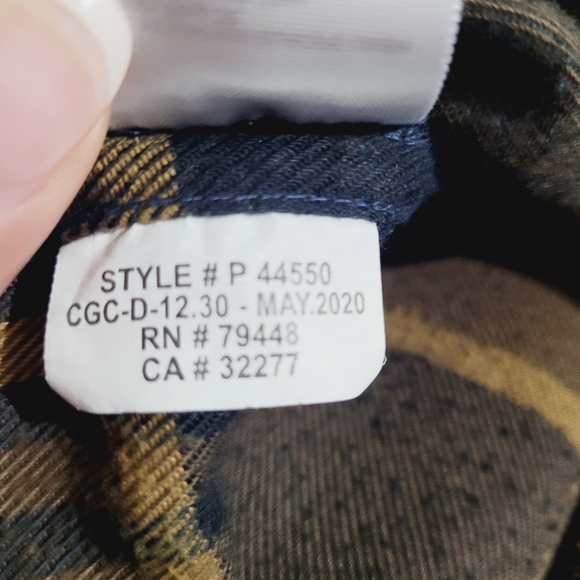 STYLE # P 44550
CGC-D-12.30 - MAY.2020
RN # 79448
CA # 32277